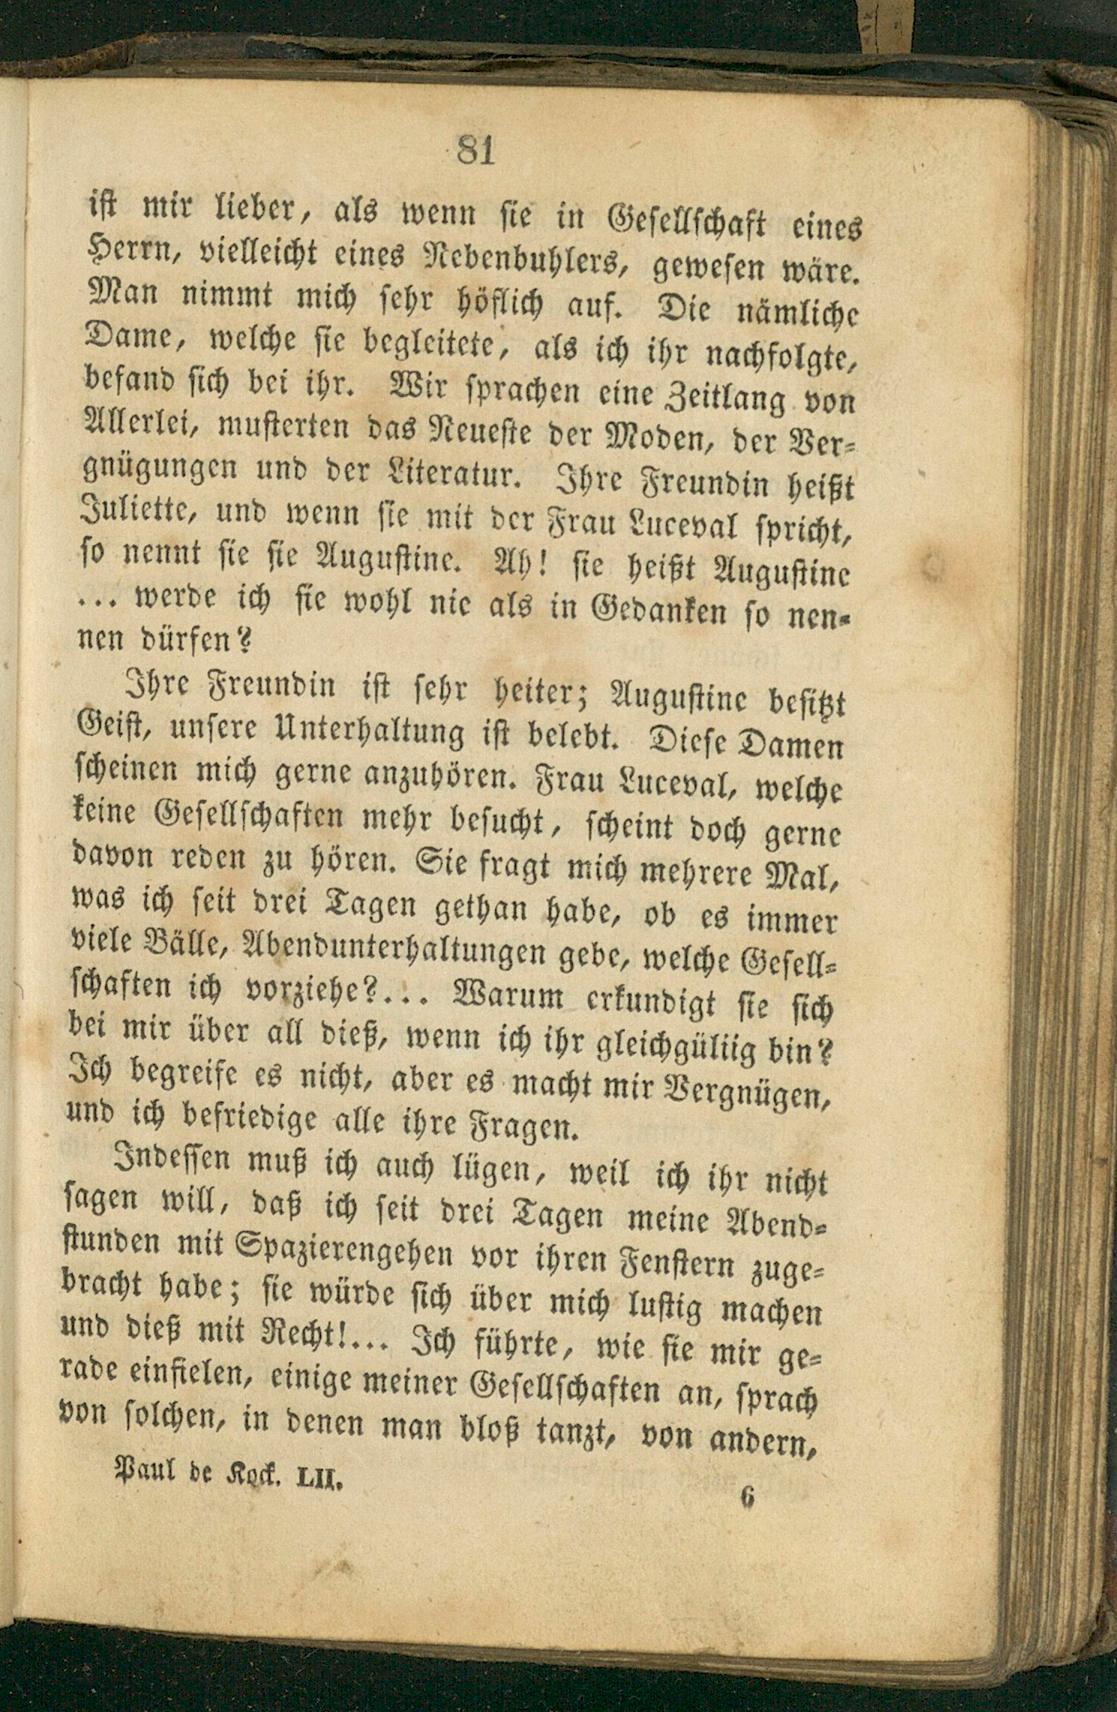 81
ist mir lieber, als wenn sie in Gesellschaft eines
Herrn, vielleicht eines Nebenbuhlers, gewesen wäre.
Man nimmt mich sehr höflich auf. Die nämliche
Dame, welche sie begleitete, als ich ihr nachfolgte,
befand sich bei ihr. Wir sprachen eine Zeitlang von
Allerlei, musterten das Neueste der Moden, der Ver-
gnügungen und der Literatur. Ihre Freundin heißt
Juliette, und wenn sie mit der Frau Luceval spricht,
so nennt sie sie Augustine. Ah! sie heißt Augustine
... werde ich sie wohl nie als in Gedanken so nen-
nen dürfen?
Ihre Freundin ist sehr heiter; Augustine besitzt
Geist, unsere Unterhaltung ist belebt. Diese Damen
scheinen mich gerne anzuhören. Frau Luceval, welche
keine Gesellschaften mehr besucht, scheint doch gerne
davon reden zu hören. Sie fragt mich mehrere Mal,
was ich seit drei Tagen gethan habe, ob es immer
viele Bälle, Abendunterhaltungen gebe, welche Gesell-
schaften ich vorziehe?... Warum erkundigt sie sich
bei mir über all dieß, wenn ich ihr gleichgüliig bin?
Ich begreife es nicht, aber es macht mir Vergnügen,
und ich befriedige alle ihre Fragen.
Indessen muß ich auch lügen, weil ich ihr nicht
sagen will, daß ich seit drei Tagen meine Abend-
stunden mit Spazierengehen vor ihren Fenstern zuge-
bracht habe; sie würde sich über mich lustig machen
und dieß mit Recht!... Ich führte, wie sie mir ge-
rade einfielen, einige meiner Gesellschaften an, sprach
von solchen, in denen man bloß tanzt, von andern,
Paul de Kock. LII.
6